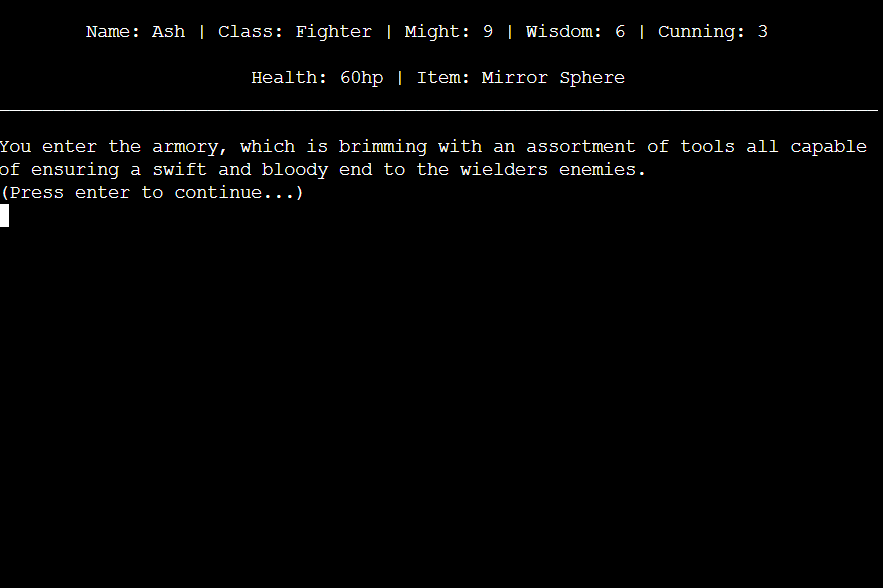 Name: Ash | Class: Fighter | Might: 9 | Wisdom: 6 | Cunning: 3
Health: 60hp | Item: Mirror Sphere
You enter the armory, which is brimming with an assortment of tools all capable
of ensuring a swift and bloody end to the wielders enemies.
(Press enter to continue...)